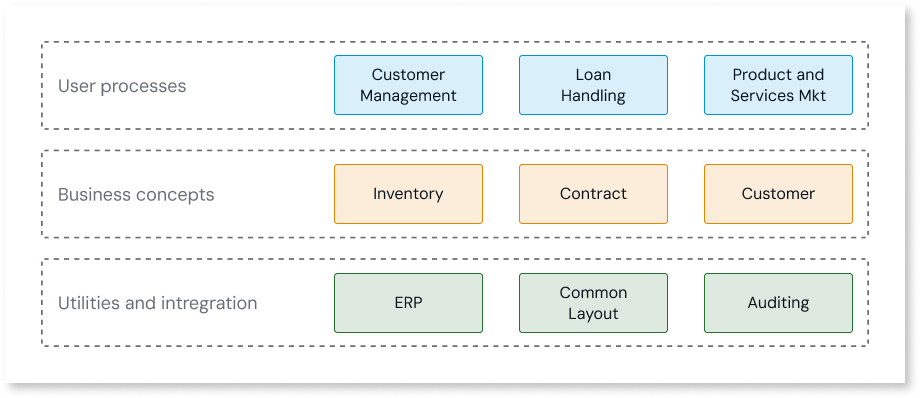 User processes
Customer
Management
Loan
Handling
Product and
Services Mkt
Business concepts
Inventory
Contract
Customer
Utilities and intregration
ERP
Common
Layout
Auditing